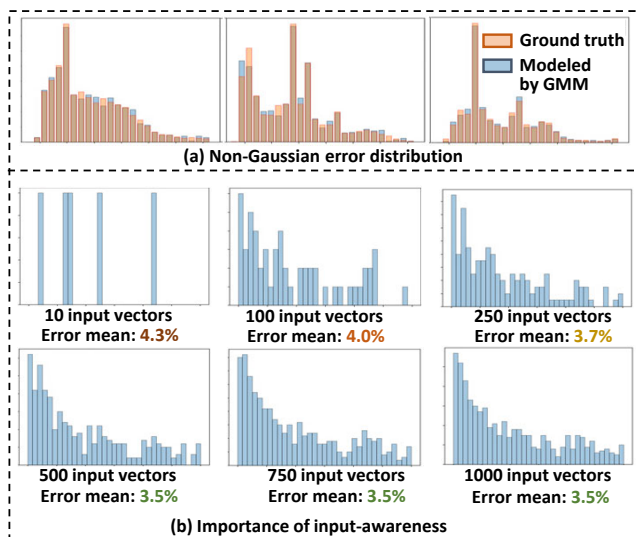 Ground truth
Modeled
by GMM
(a) Non-Gaussian error distribution
10 input vectors
Error mean: 4.3%
100 input vectors
Error mean: 4.0%
250 input vectors
Error mean: 3.7%
500 input vectors
Error mean: 3.5%
750 input vectors
Error mean: 3.5%
1000 input vectors
Error mean: 3.5%
(b) Importance of input-awareness